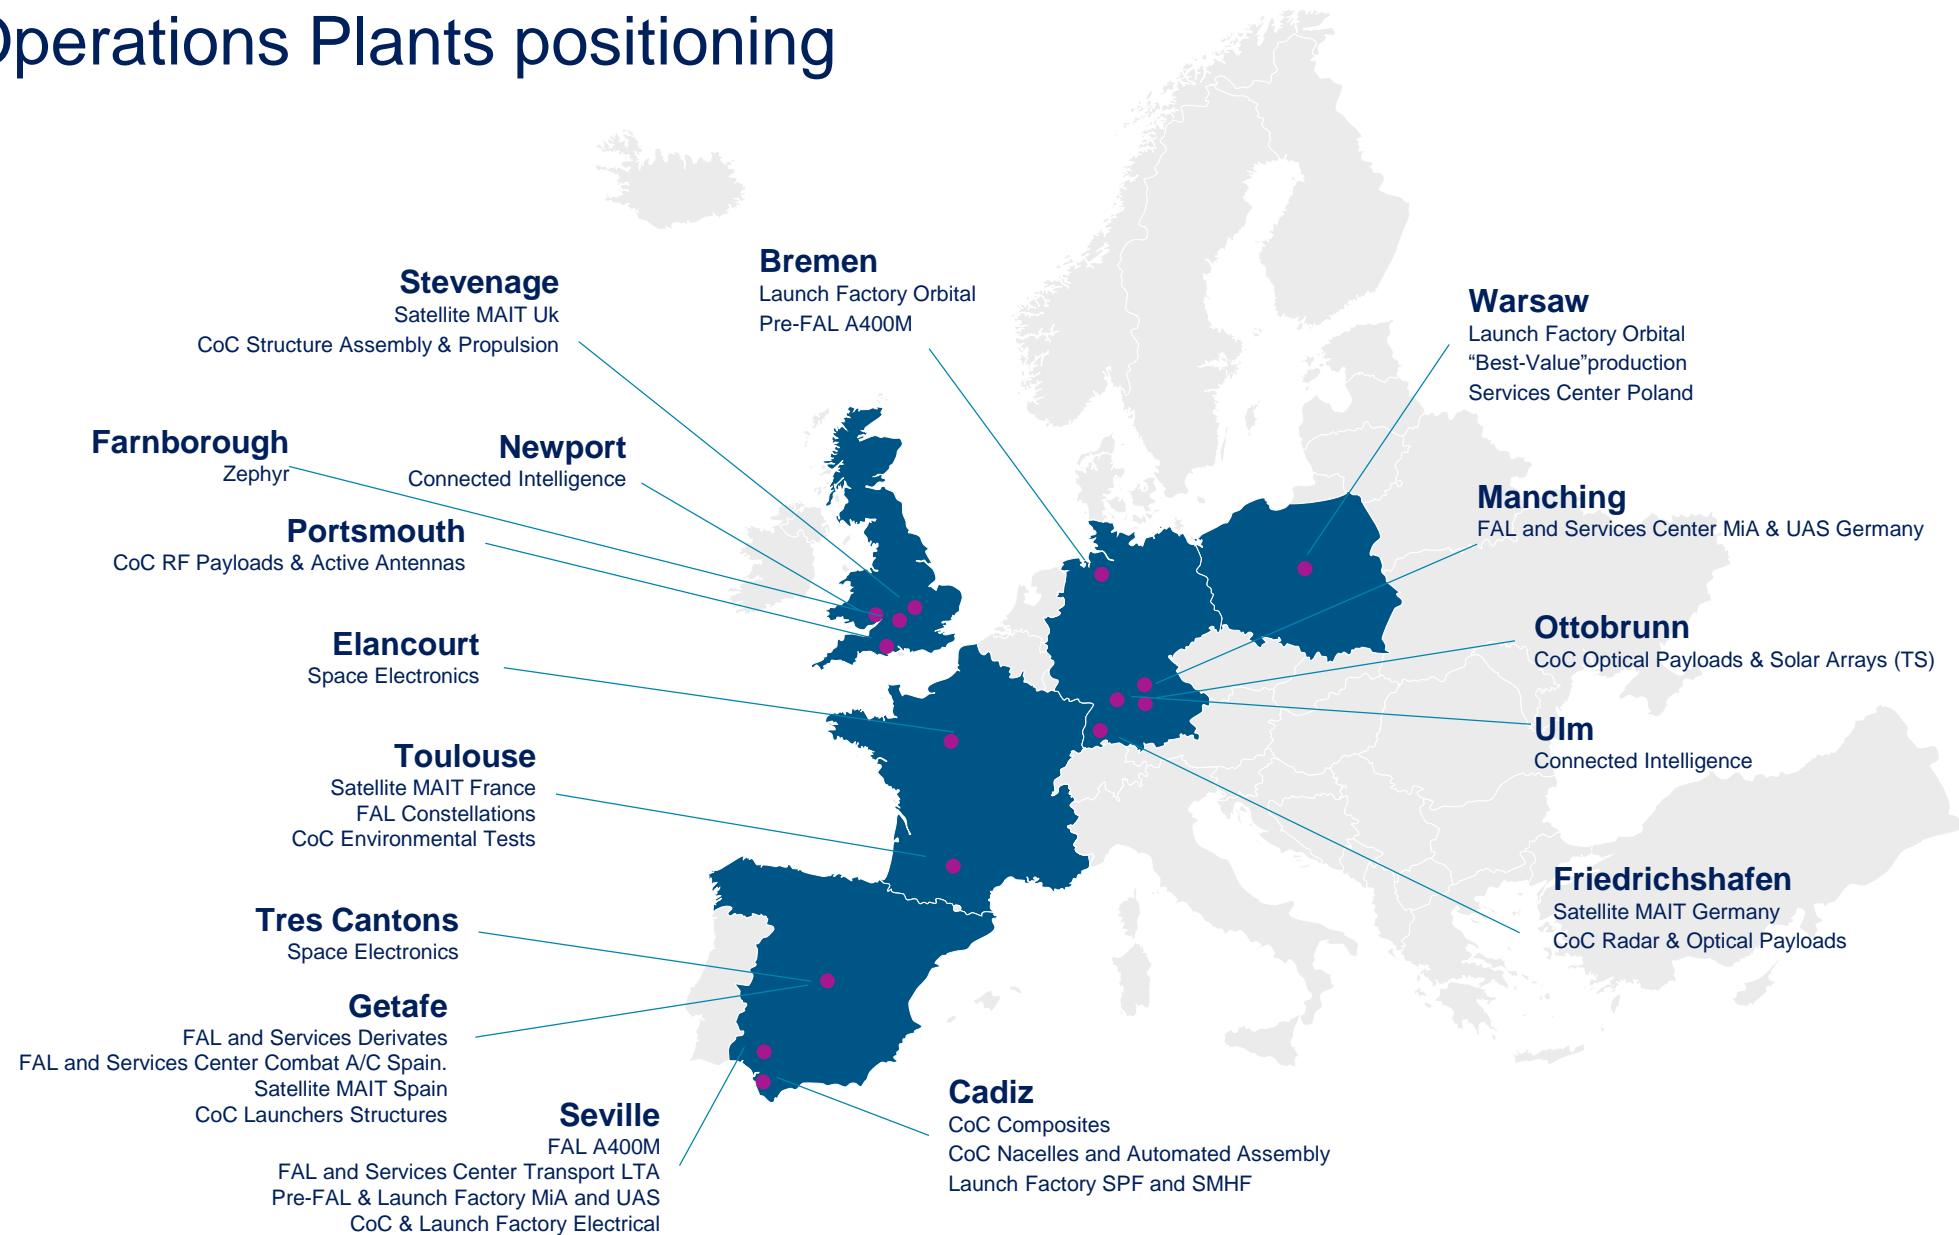 Operations Plants positioning
Stevenage
Satellite MAIT Uk
CoC Structure Assembly & Propulsion
Bremen
Launch Factory Orbital
Pre-FAL A400M
Warsaw
Launch Factory Orbital
“Best-Value”production
Services Center Poland
Farnborough
Zephyr
Newport
Connected Intelligence
Manching
FAL and Services Center MiA & UAS Germany
Portsmouth
CoC RF Payloads & Active Antennas
Elancourt
Space Electronics
Ottobrunn
CoC Optical Payloads & Solar Arrays (TS)
Ulm
Connected Intelligence
Toulouse
Satellite MAIT France
FAL Constellations
CoC Environmental Tests
Friedrichshafen
Satellite MAIT Germany
CoC Radar & Optical Payloads
Tres Cantons
Space Electronics
Getafe
FAL and Services Derivates
FAL and Services Center Combat A/C Spain.
Satellite MAIT Spain
CoC Launchers Structures
Seville
FAL A400M
FAL and Services Center Transport LTA
Pre-FAL & Launch Factory MiA and UAS
CoC & Launch Factory Electrical
Cadiz
CoC Composites
CoC Nacelles and Automated Assembly
Launch Factory SPF and SMHF